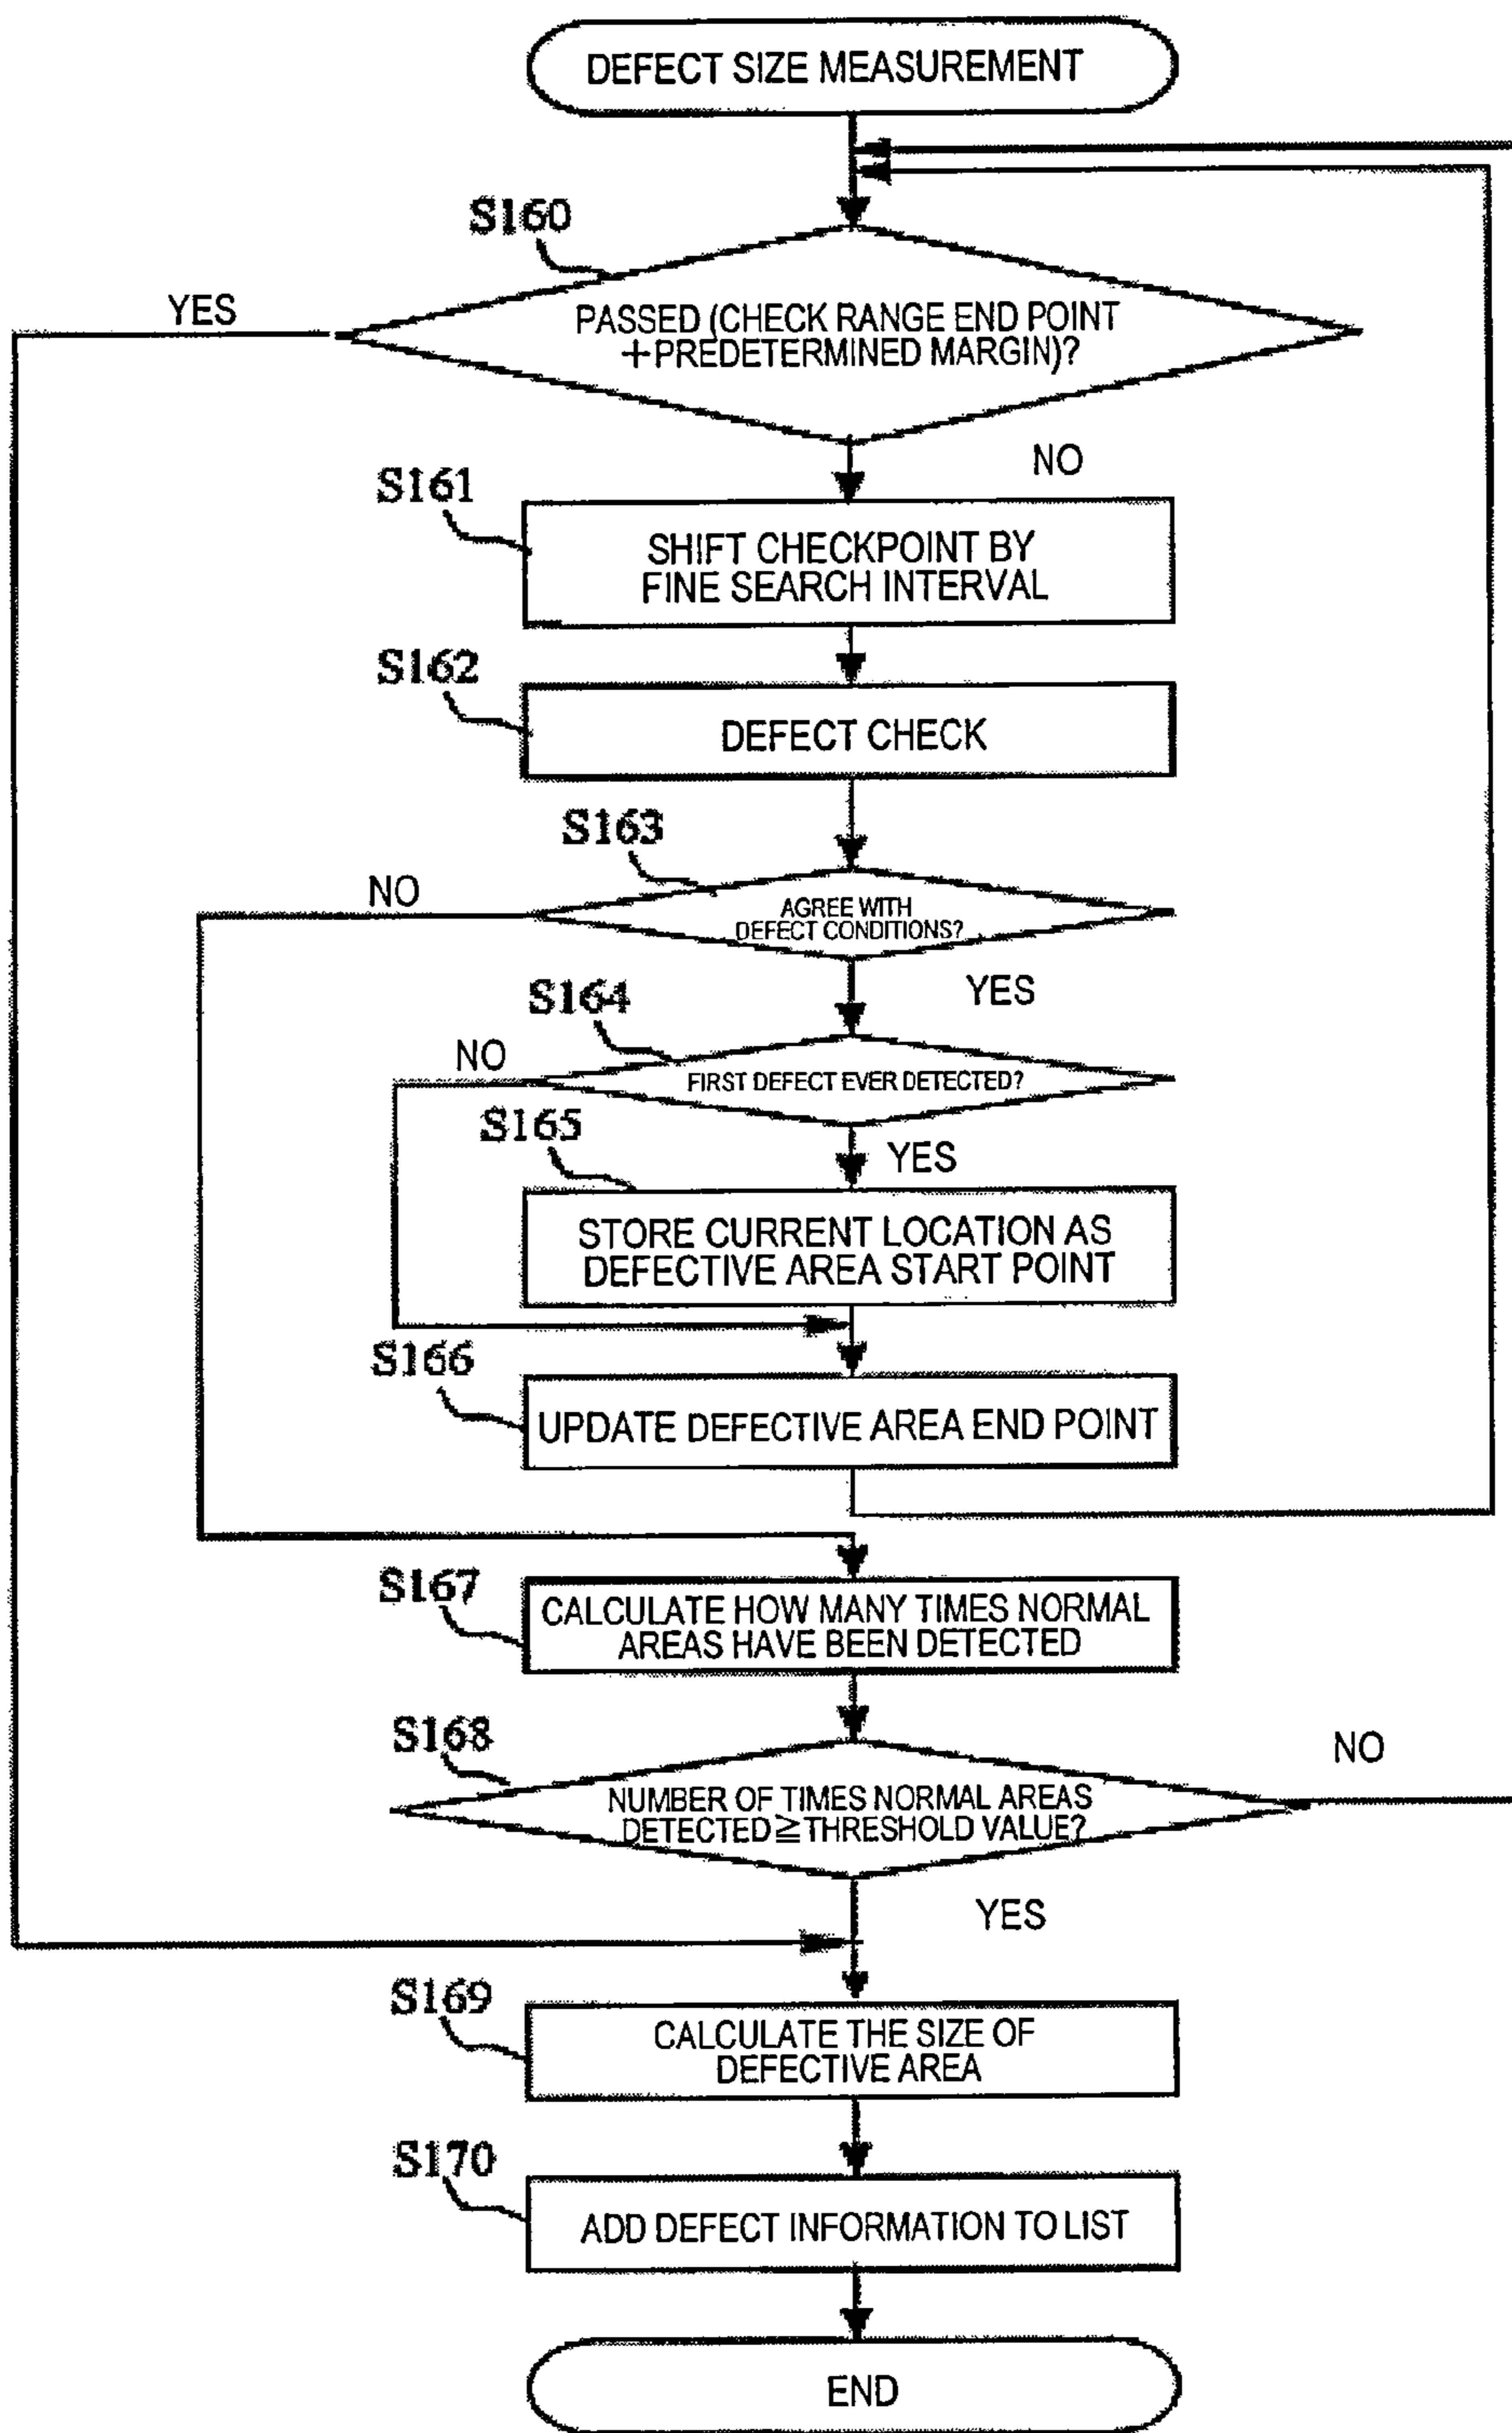 DEFECT SIZE MEASUREMENT
S160
YES
PASSED (CHECK RANGE END POINT
+PREDETERMINED MARGIN)?
NO
S161
SHIFT CHECKPOINT BY
FINE SEARCH INTERVAL
S162
DEFECT CHECK
S163
NO
AGREE WITH
DEFECT CONDITIONS?
YES
S164
NO
FIRST DEFECT EVER DETECTED?
S165
YES
STORE CURRENT LOCATION AS
DEFECTIVE AREA START POINT
S166
UPDATE DEFECTIVE AREA END POINT
S167
CALCULATE HOW MANY TIMES NORMAL
AREAS HAVE BEEN DETECTED
S168
NO
NUMBER OF TIMES NORMAL AREAS
DETECTED≧THRESHOLD VALUE?
YES
S169
CALCULATE THE SIZE OF
DEFECTIVE AREA
S170
ADD DEFECT INFORMATION TO LIST
END